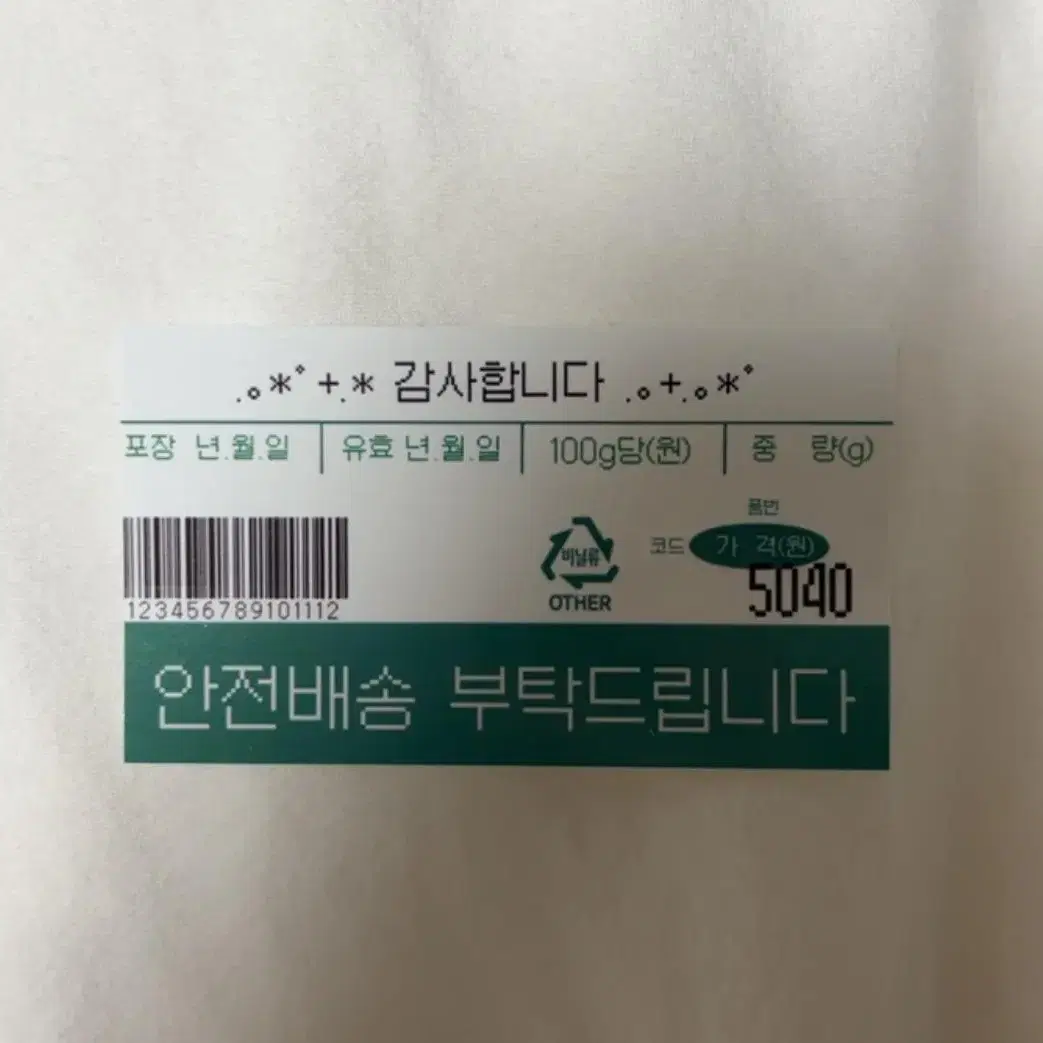 .｡*ﾟ+.* 감사합니다 .｡+.｡*ﾟ
포장 년.월.일 유효 년.월.일 100g당(원) 중 량(g)
품번
비닐류 코드 가 격(원)
OTHER 5040
123456789101112
안전배송 부탁드립니다